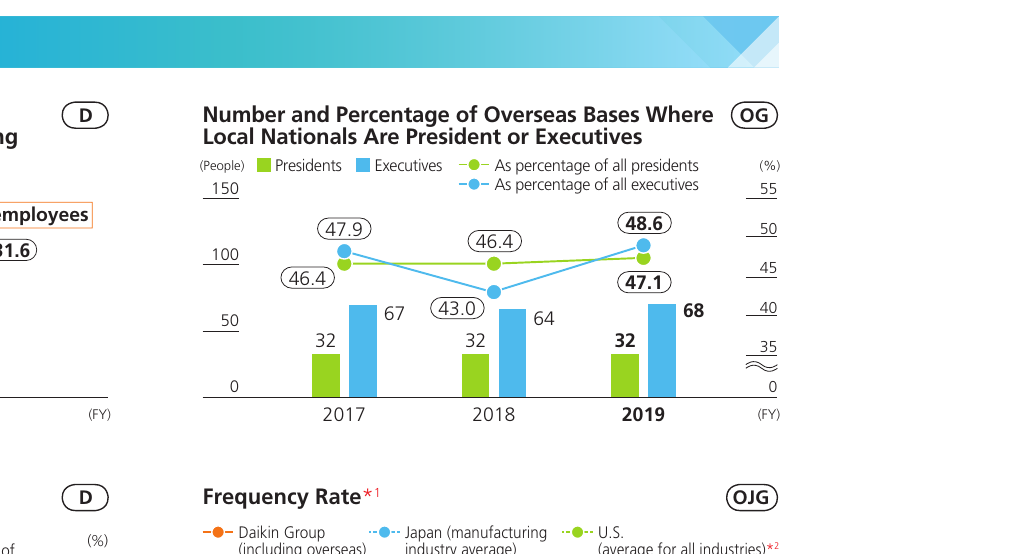 D
ng
employees
31.6
(FY)
Number and Percentage of Overseas Bases Where
Local Nationals Are President or Executives
OG
(People)
Presidents
Executives
As percentage of all presidents
As percentage of all executives
(%)
150
100
50
0
55
50
45
40
35
0
47.9
46.4
48.6
46.4
43.0
47.1
32
67
32
64
32
68
2017
2018
2019
(FY)
D
(%)
of
Frequency Rate*1
OJG
Daikin Group
(including overseas)
Japan (manufacturing
industry average)
U.S.
(average for all industries)*2